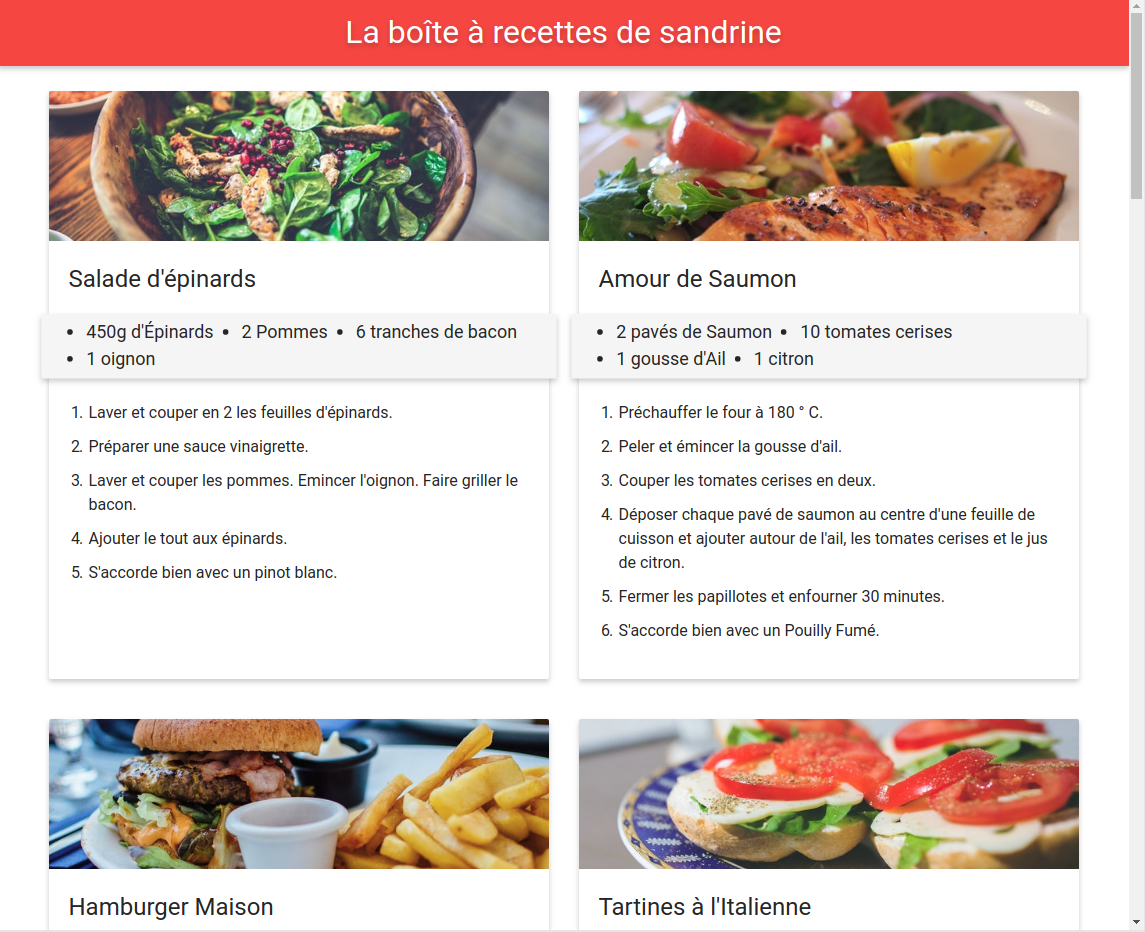 La boîte à recettes de sandrine
Salade d'épinards
• 450g d'Épinards • 2 Pommes • 6 tranches de bacon
• 1 oignon
1. Laver et couper en 2 les feuilles d'épinards.
2. Préparer une sauce vinaigrette.
3. Laver et couper les pommes. Emincer l'oignon. Faire griller le
bacon.
4. Ajouter le tout aux épinards.
5. S'accorde bien avec un pinot blanc.
Amour de Saumon
• 2 pavés de Saumon • 10 tomates cerises
• 1 gousse d'Ail • 1 citron
1. Préchauffer le four à 180 ° C.
2. Peler et émincer la gousse d'ail.
3. Couper les tomates cerises en deux.
4. Déposer chaque pavé de saumon au centre d'une feuille de
cuisson et ajouter autour de l'ail, les tomates cerises et le jus
de citron.
5. Fermer les papillotes et enfourner 30 minutes.
6. S'accorde bien avec un Pouilly Fumé.
Hamburger Maison
Tartines à l'Italienne